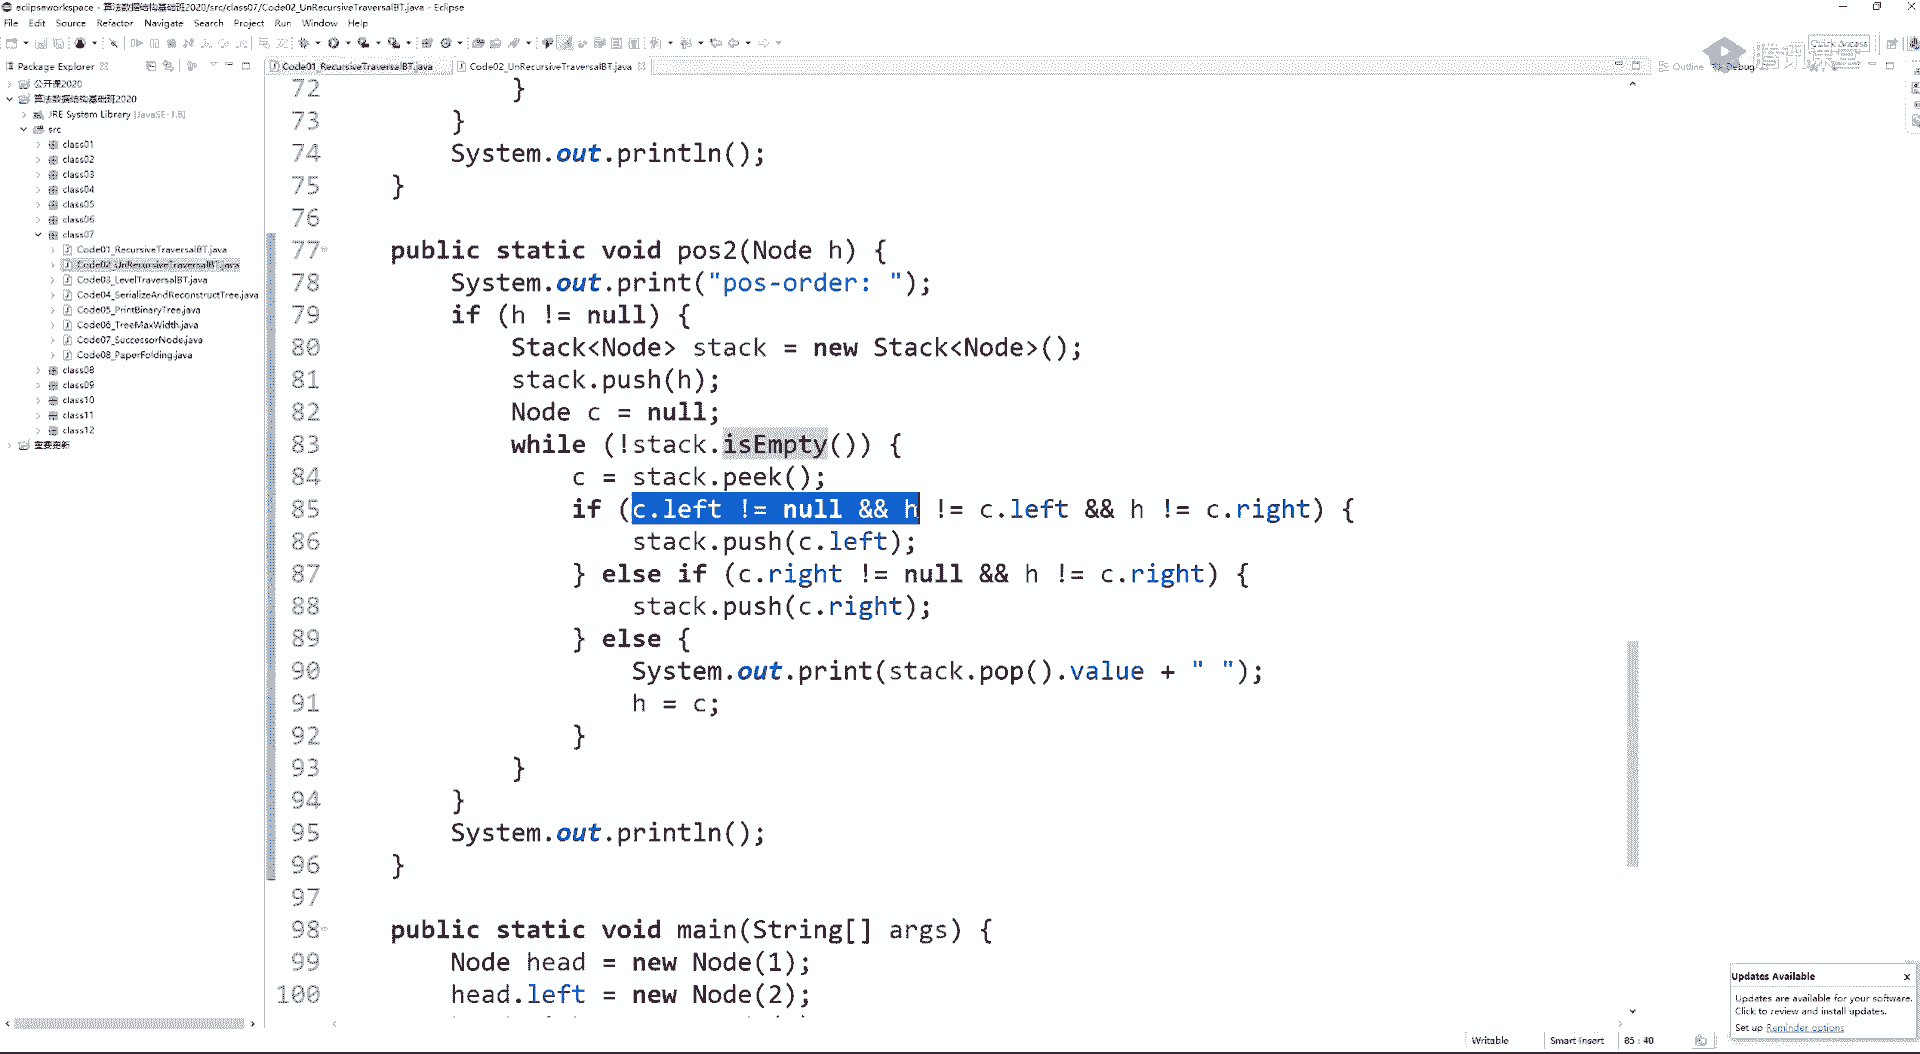 eclipseworkspace - 算法数据结构基础班2020/src/class07/Code02_UnRecursiveTraversalBT.java - Eclipse
File Edit Source Refactor Navigate Search Project Run Window Help
Quick Access
Package Explorer
Code01_RecursiveTraversalBT.java
Code02_UnRecursiveTraversalBT.java
Outline
Debug
公开课2020
算法数据结构基础班2020
JRE System Library [JavaSE-1.8]
src
class01
class02
class03
class04
class05
class06
class07
Code01_RecursiveTraversalBT.java
Code02_UnRecursiveTraversalBT.java
Code03_LevelTraversalBT.java
Code04_SerializeAndReconstructTree.java
Code05_PrintBinaryTree.java
Code06_TreeMaxWidth.java
Code07_SuccessorNode.java
Code08_PaperFolding.java
class08
class09
class10
class11
class12
重要更新
72 }
73 }
74 System.out.println();
75 }
76
77 public static void pos2(Node h) {
78 System.out.print("pos-order: ");
79 if (h != null) {
80 Stack<Node> stack = new Stack<Node>();
81 stack.push(h);
82 Node c = null;
83 while (!stack.isEmpty()) {
84 c = stack.peek();
85 if (c.left != null && h != c.left && h != c.right) {
86 stack.push(c.left);
87 } else if (c.right != null && h != c.right) {
88 stack.push(c.right);
89 } else {
90 System.out.print(stack.pop().value + " ");
91 h = c;
92 }
93 }
94 }
95 System.out.println();
96 }
97
98 public static void main(String[] args) {
99 Node head = new Node(1);
100 head.left = new Node(2);
Updates Available x
Updates are available for your software.
Click to review and install updates.
Set up Reminder options
Writable Smart Insert 85 : 40